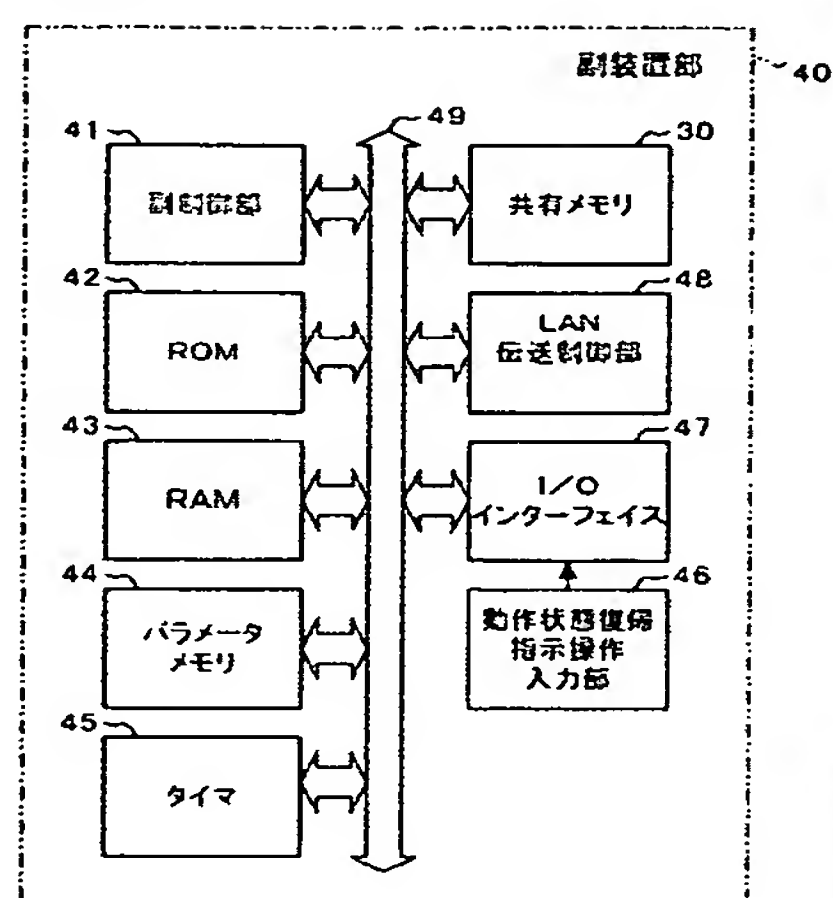 副装置部
40
49
41
副制御部
30
共有メモリ
42
ROM
48
LAN
伝送制御部
43
RAM
47
I/O
インターフェイス
44
パラメータ
メモリ
46
動作状態復帰
指示操作
入力部
45
タイマ